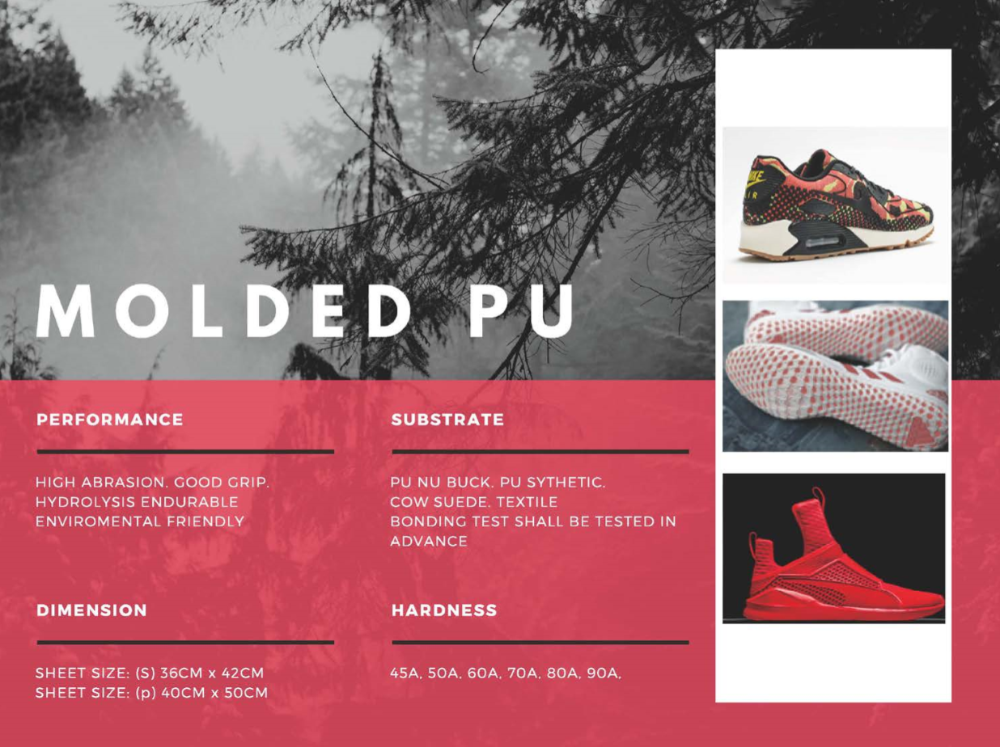 MOLDED PU
PERFORMANCE
HIGH ABRASION. GOOD GRIP.
HYDROLYSIS ENDURABLE
ENVIROMENTAL FRIENDLY
SUBSTRATE
PU NU BUCK. PU SYTHETIC.
COW SUEDE. TEXTILE
BONDING TEST SHALL BE TESTED IN
ADVANCE
DIMENSION
SHEET SIZE: (S) 36CM x 42CM
SHEET SIZE: (p) 40CM x 50CM
HARDNESS
45A, 50A, 60A, 70A, 80A, 90A,